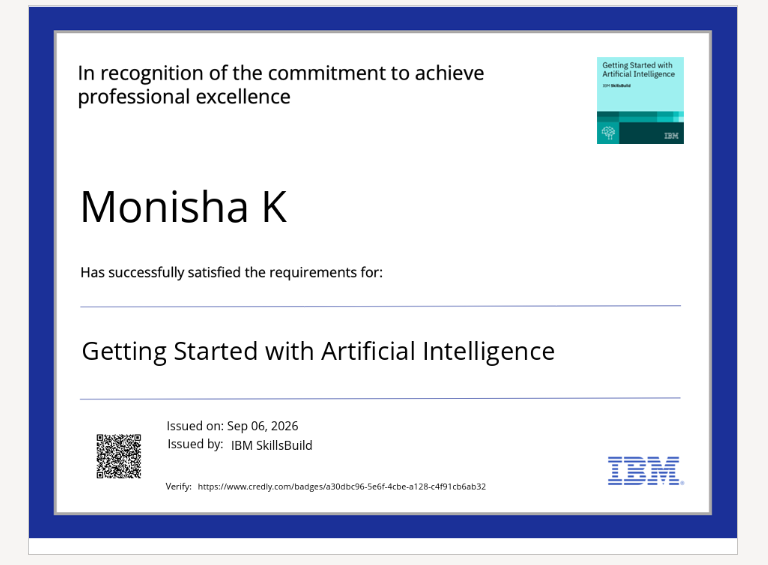 In recognition of the commitment to achieve
professional excellence
Getting Started with
Artificial Intelligence
IBM SkillsBuild
IBM
Monisha K
Has successfully satisfied the requirements for:
Getting Started with Artificial Intelligence
Issued on: Sep 06, 2026
Issued by: IBM SkillsBuild
Verify: https://www.credly.com/badges/a30dbc96-5e6f-4cbe-a128-c4f91cb6ab32
IBM